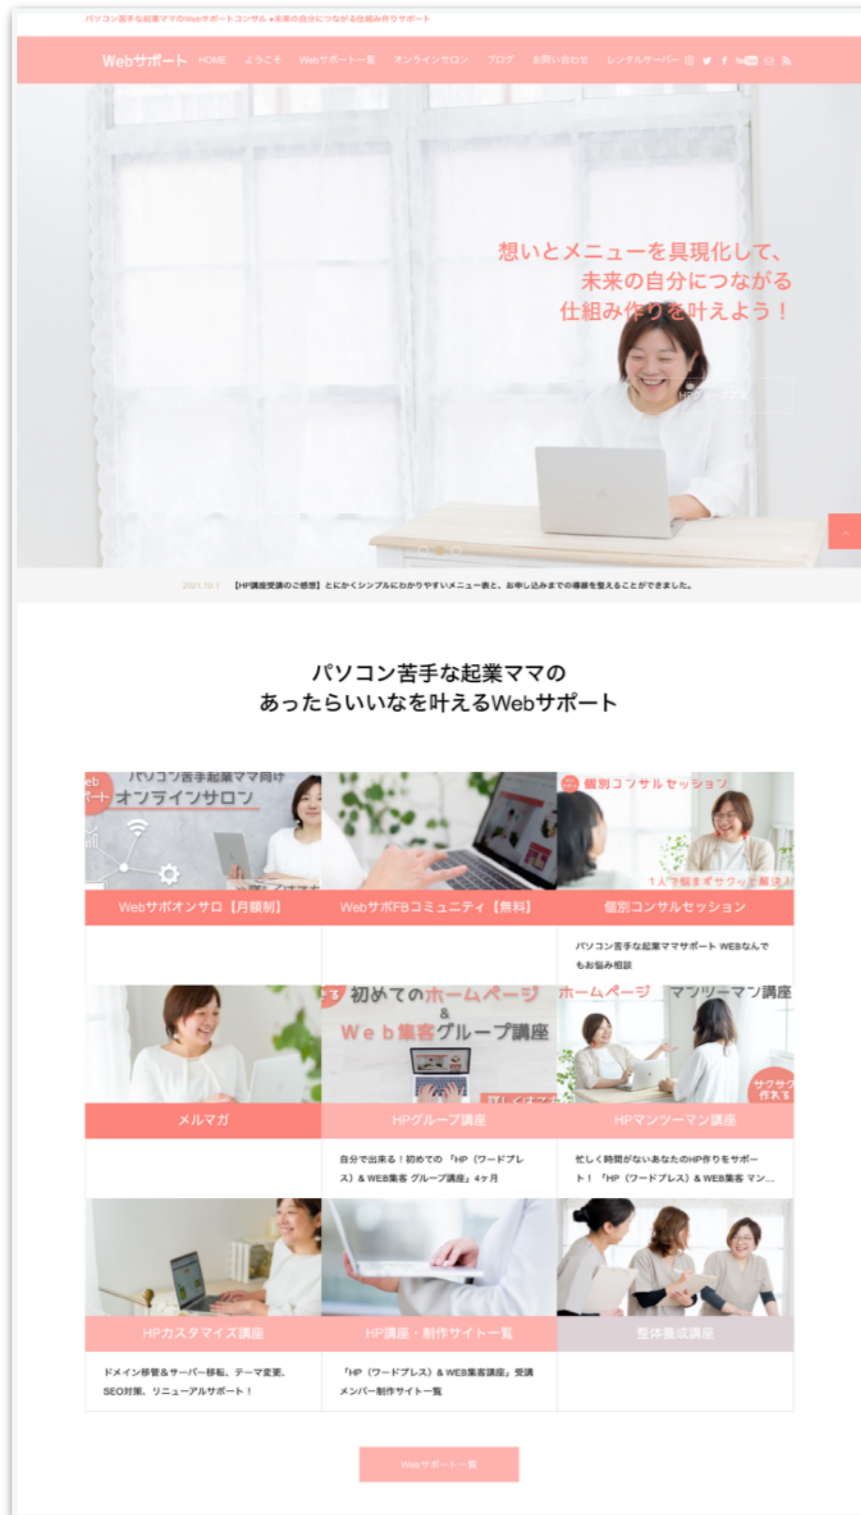 パソコン苦手な起業ママのWebサポートコンサル ●未来の自分につながる仕組み作りサポート
Webサポート HOME ようこそ Webサポート一覧 オンラインサロン ブログ お問い合わせ レンタルサーバー
想いとメニューを具現化して、
未来の自分につながる
仕組み作りを叶えよう！
2021.10.1 【HP講座受講のご感想】とにかくシンプルにわかりやすいメニュー表と、お申し込みまでの導線を整えることができました。
パソコン苦手な起業ママの
あったらいいなを叶えるWebサポート
パソコン苦手起業ママ向け
オンラインサロン
個別コンサルセッション
1人で悩まずサクッと解決！
Webサポオンサロ【月額制】
WebサポFBコミュニティ【無料】
個別コンサルセッション
パソコン苦手な起業ママサポート WEBなんで
もお悩み相談
初めてのホームページ
&
Web集客グループ講座
ホームページ マンツーマン講座
サクサク
作れる
メルマガ
HPグループ講座
HPマンツーマン講座
自分で出来る！初めての 「HP（ワードプレ
ス）& WEB集客 グループ講座」4ヶ月
忙しく時間がないあなたのHP作りをサポー
ト！ 「HP（ワードプレス）& WEB集客 マン...
HPカスタマイズ講座
HP講座・制作サイト一覧
整体養成講座
ドメイン移管＆サーバー移転、テーマ変更、
SEO対策、リニューアルサポート！
「HP（ワードプレス）& WEB集客講座」受講
メンバー制作サイト一覧
Webサポート一覧